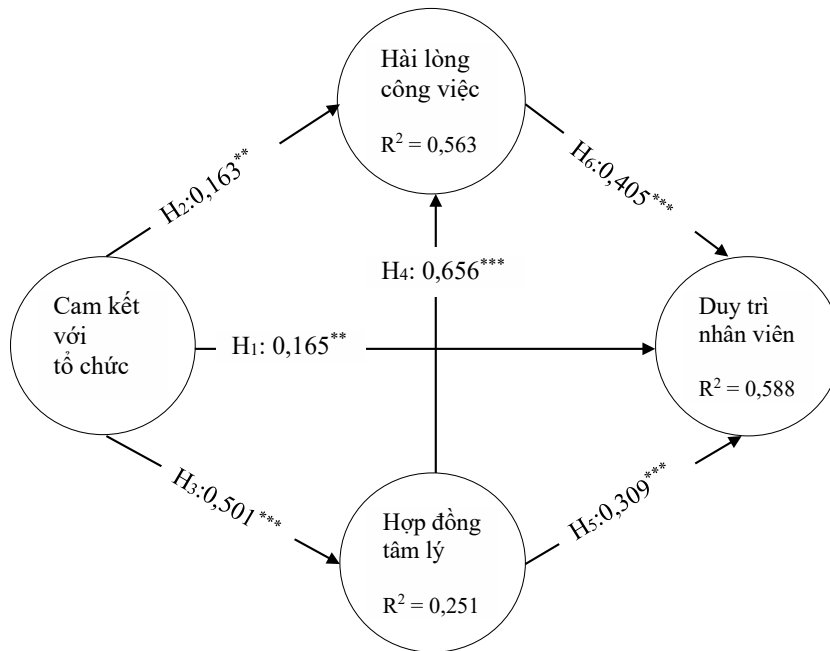 Hài lòng
công việc
R² = 0,563
H₂:0,163**
H₆:0,405***
H₄: 0,656***
Cam kết
với
tổ chức
H₁: 0,165**
Duy trì
nhân viên
R² = 0,588
H₃:0,501***
H₅:0,309***
Hợp đồng
tâm lý
R² = 0,251